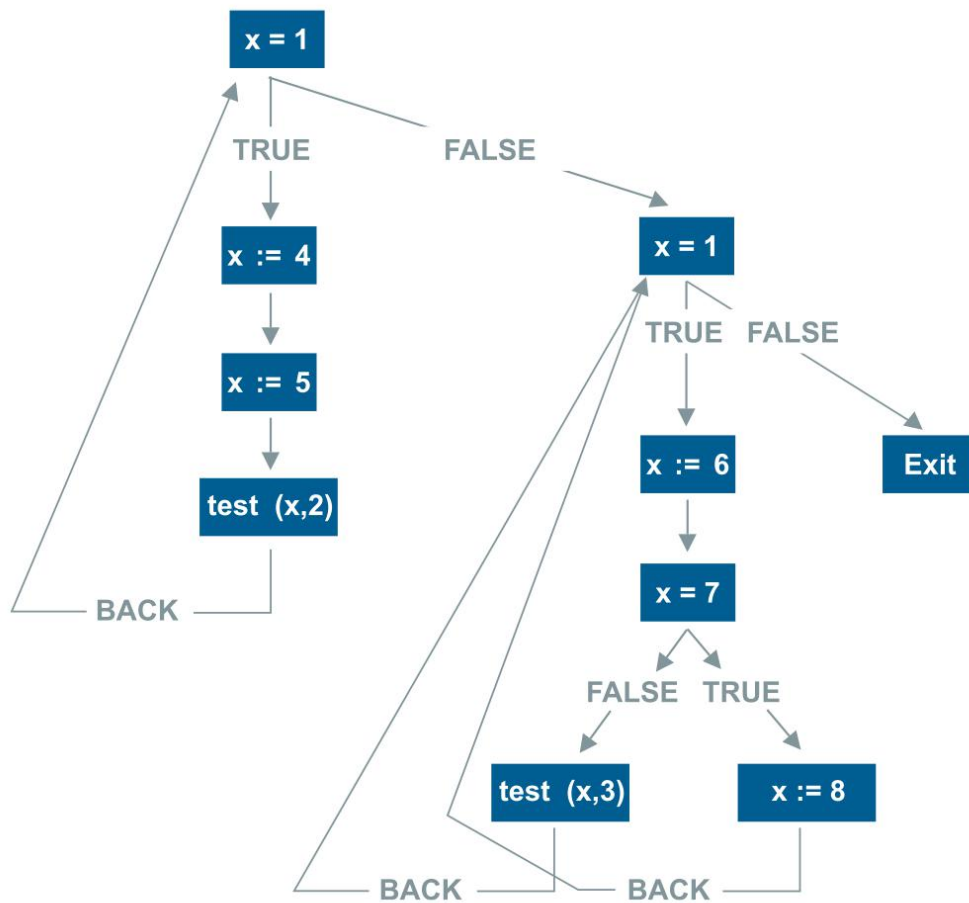 x = 1
TRUE
FALSE
x := 4
x = 1
TRUE
FALSE
x := 5
x := 6
Exit
test (x,2)
x = 7
BACK
FALSE
TRUE
test (x,3)
x := 8
BACK
BACK